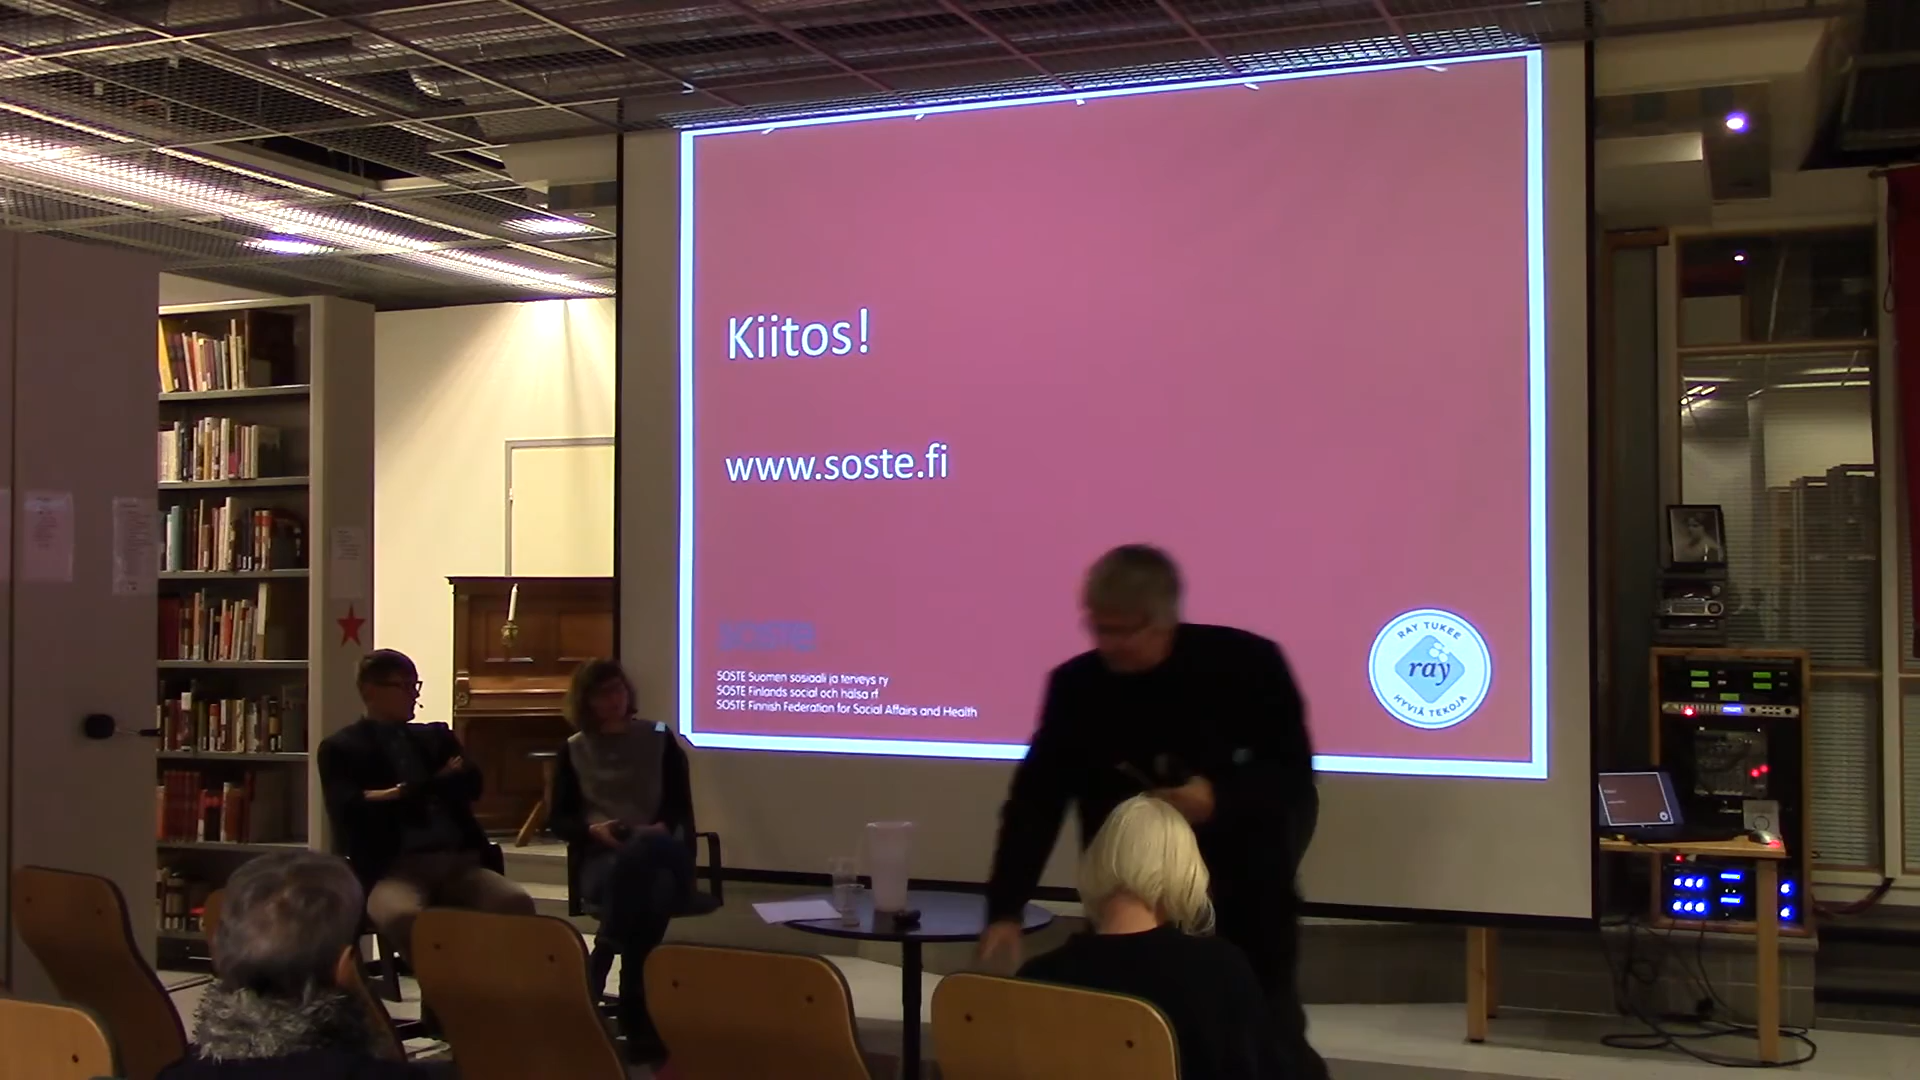 Kiitos!
www.soste.fi
soste
SOSTE Suomen sosiaali ja terveys ry
SOSTE Finlands social och hälsa rf
SOSTE Finnish Federation for Social Affairs and Health
RAY TUKEE
ray
HYVIÄ TEKOJA